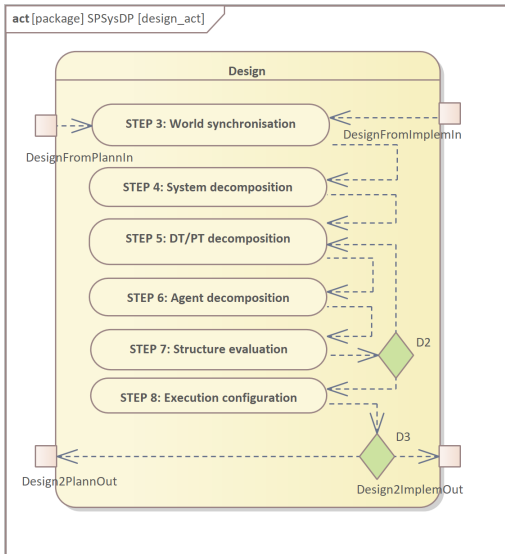 act [package] SPSysDP [design_act]
Design
STEP 3: World synchronisation
DesignFromPlannIn
DesignFromImplemIn
STEP 4: System decomposition
STEP 5: DT/PT decomposition
STEP 6: Agent decomposition
D2
STEP 7: Structure evaluation
STEP 8: Execution configuration
D3
Design2PlannOut
Design2ImplemOut